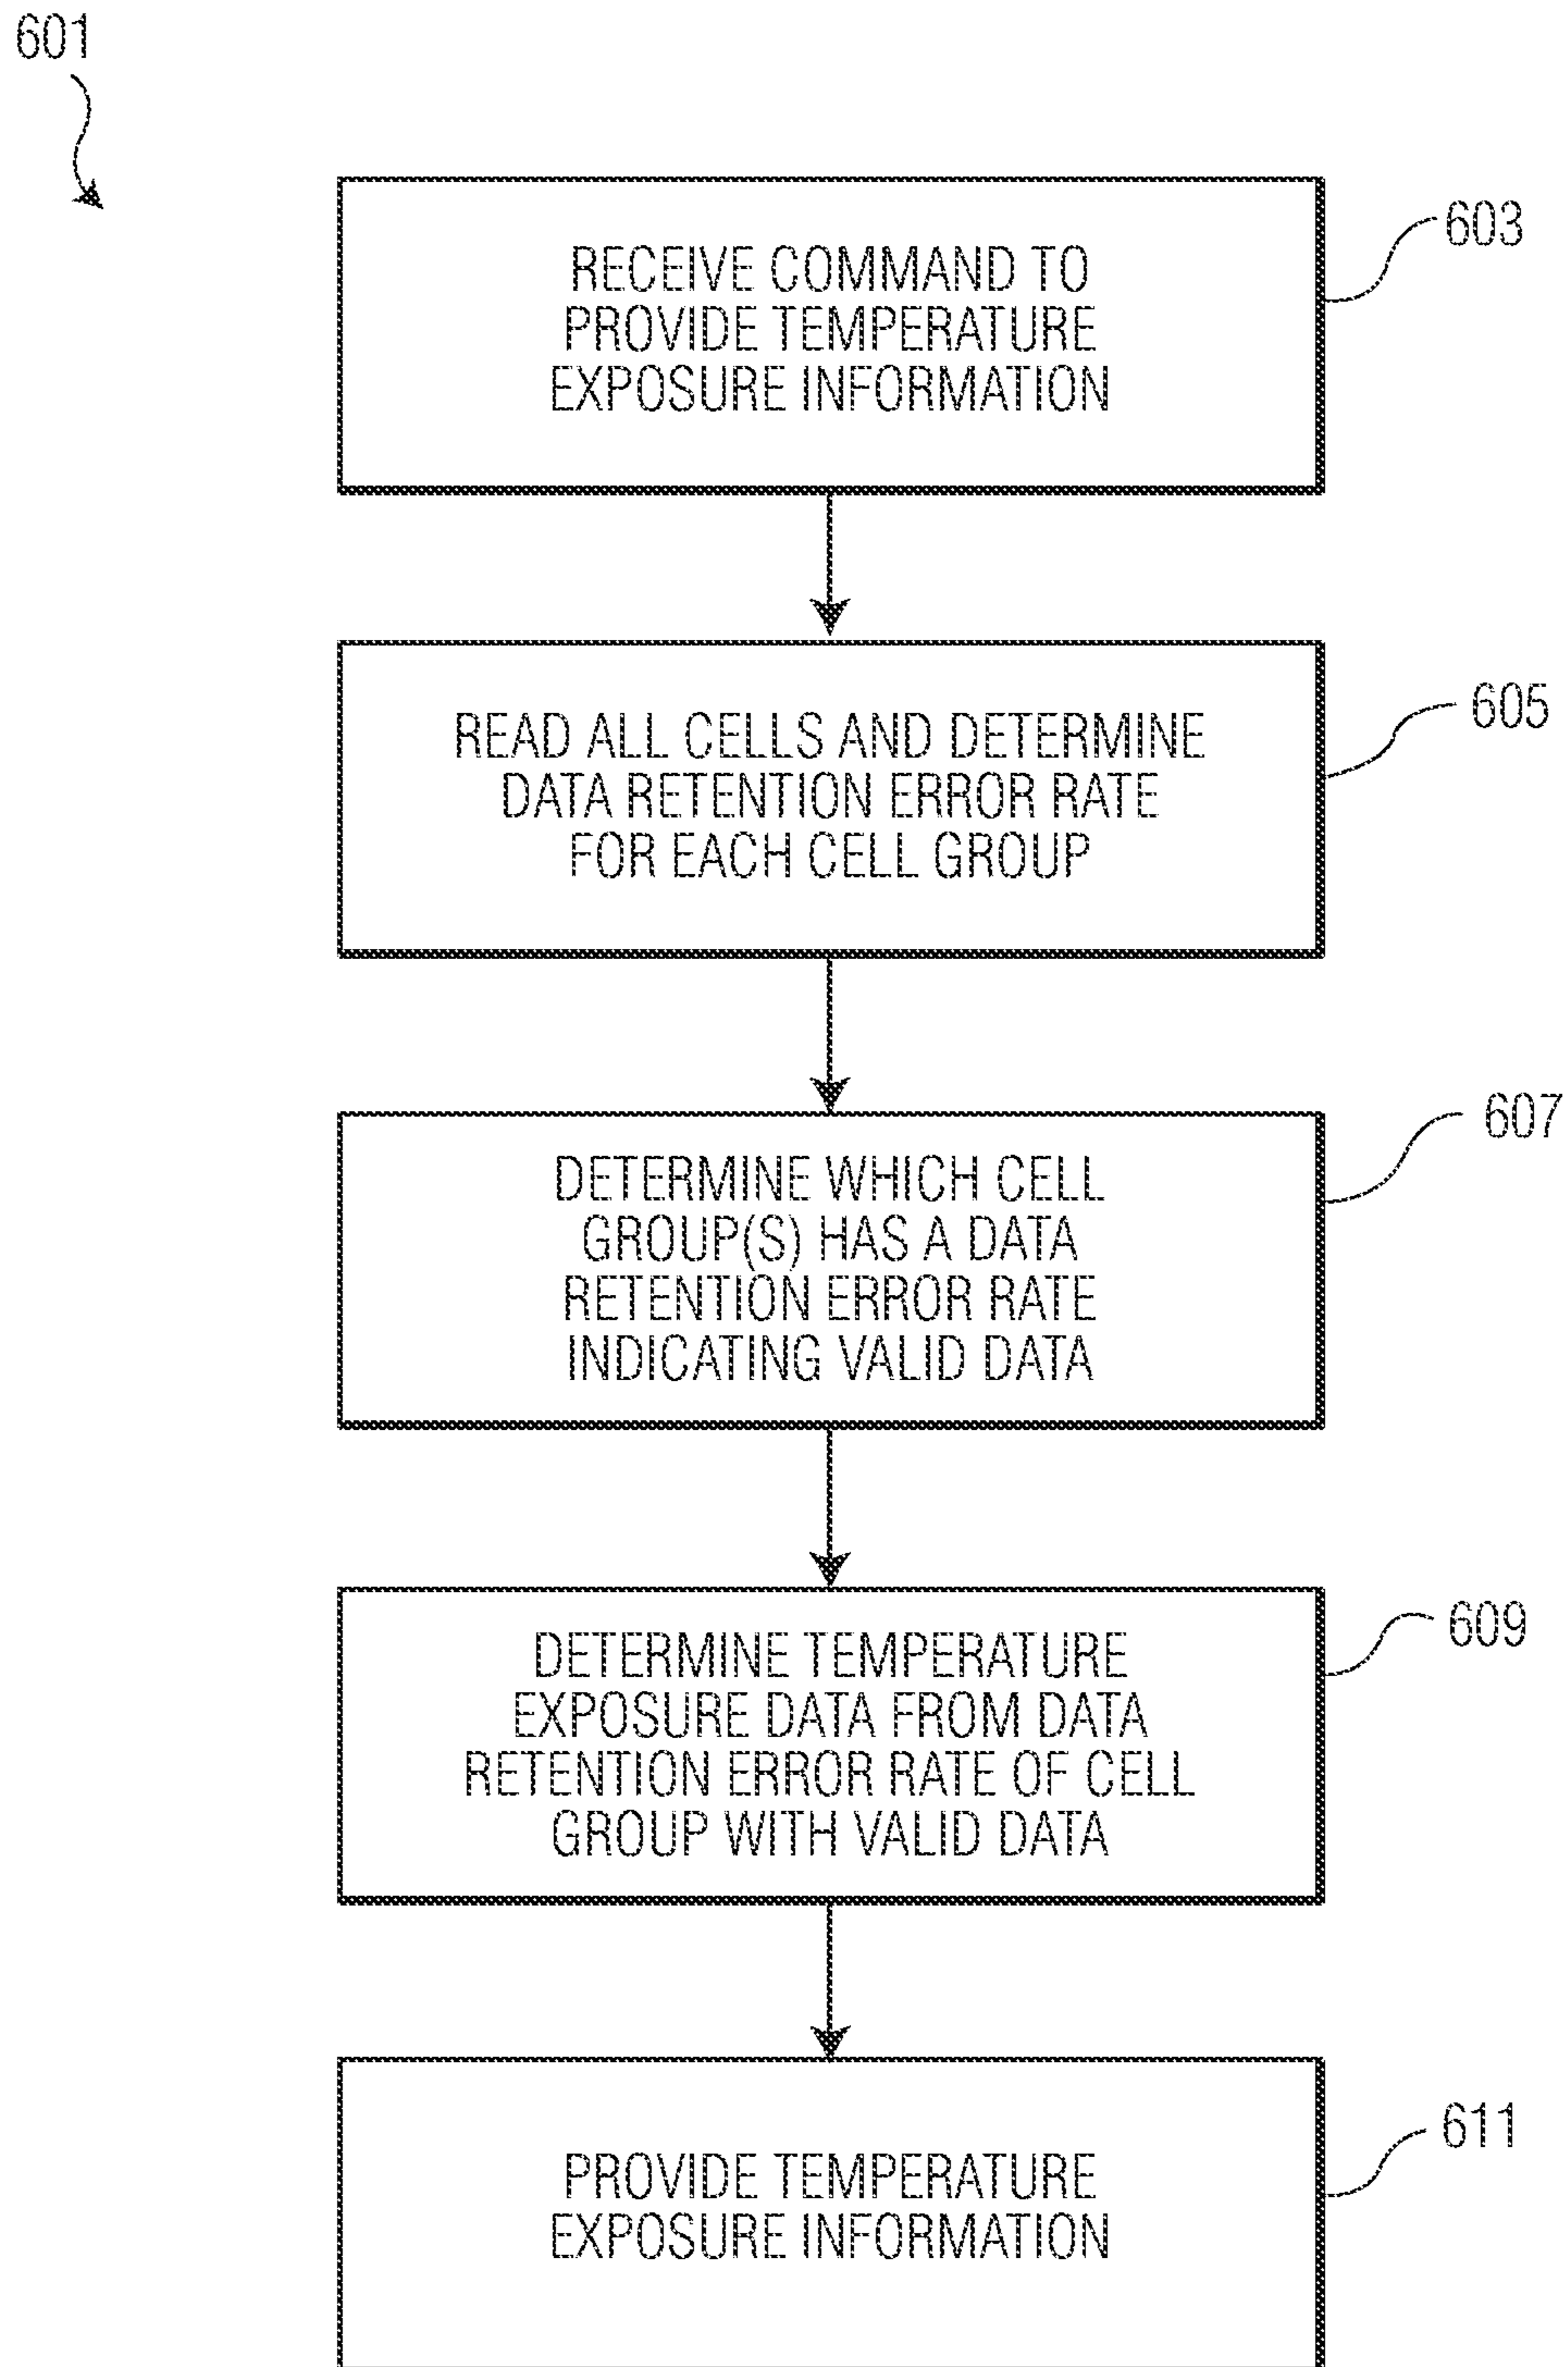 601
RECEIVE COMMAND TO
PROVIDE TEMPERATURE
EXPOSURE INFORMATION
603
READ ALL CELLS AND DETERMINE
DATA RETENTION ERROR RATE
FOR EACH CELL GROUP
605
DETERMINE WHICH CELL
GROUP(S) HAS A DATA
RETENTION ERROR RATE
INDICATING VALID DATA
607
DETERMINE TEMPERATURE
EXPOSURE DATA FROM DATA
RETENTION ERROR RATE OF CELL
GROUP WITH VALID DATA
609
PROVIDE TEMPERATURE
EXPOSURE INFORMATION
611